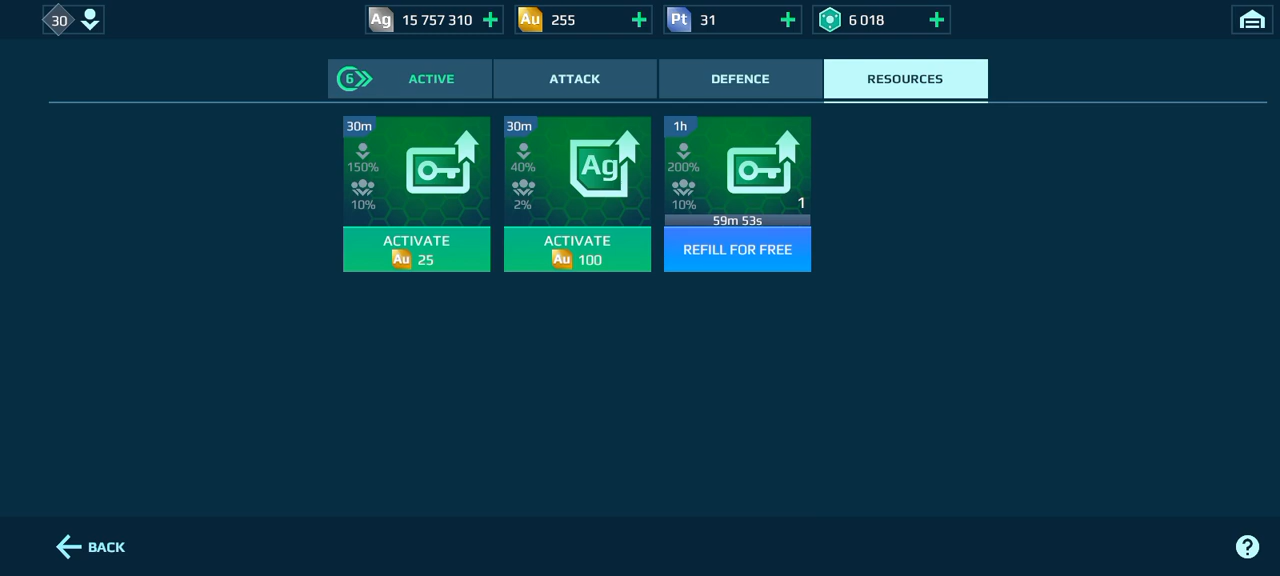 30
Ag 15 757 310
Au 255
Pt 31
6 018
6 ACTIVE
ATTACK
DEFENCE
RESOURCES
30m
150%
10%
ACTIVATE
Au 25
30m
40%
2%
Ag
ACTIVATE
Au 100
1h
200%
10%
1
59m 53s
REFILL FOR FREE
BACK
?